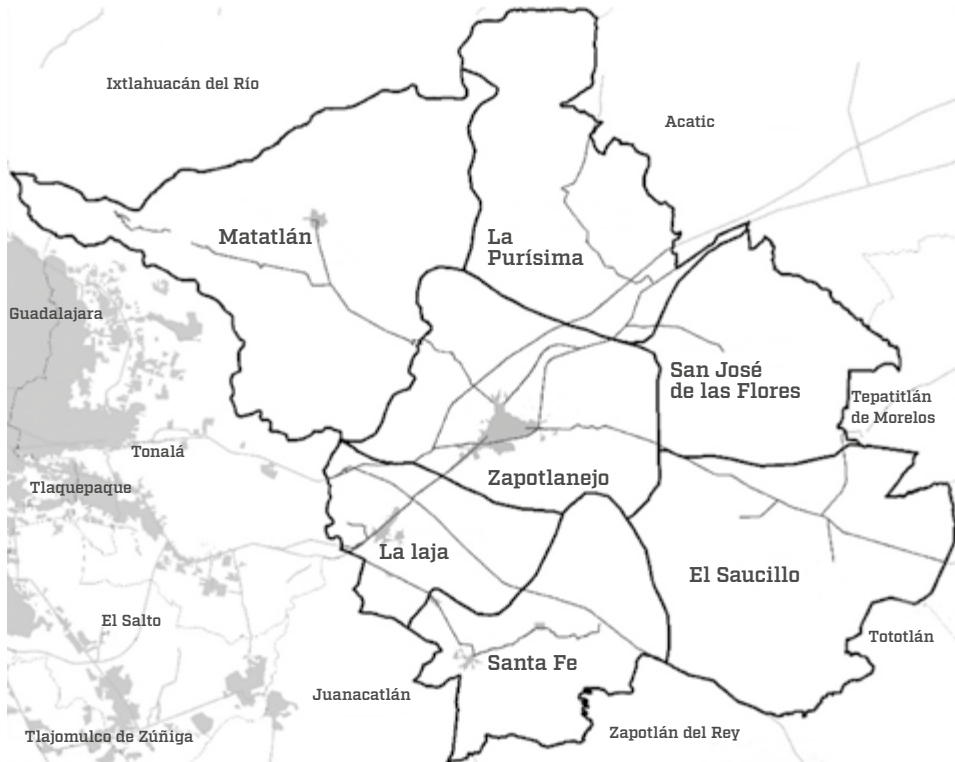 Ixtlahuacán del Río
Acatic
Matatlán
La
Purísima
Guadalajara
San José
de las Flores
Tepatitlán
de Morelos
Tonalá
Zapotlanejo
Tlaquepaque
La laja
El Saucillo
El Salto
Tototlán
Santa Fe
Juanacatlán
Tlajomulco de Zúñiga
Zapotlán del Rey